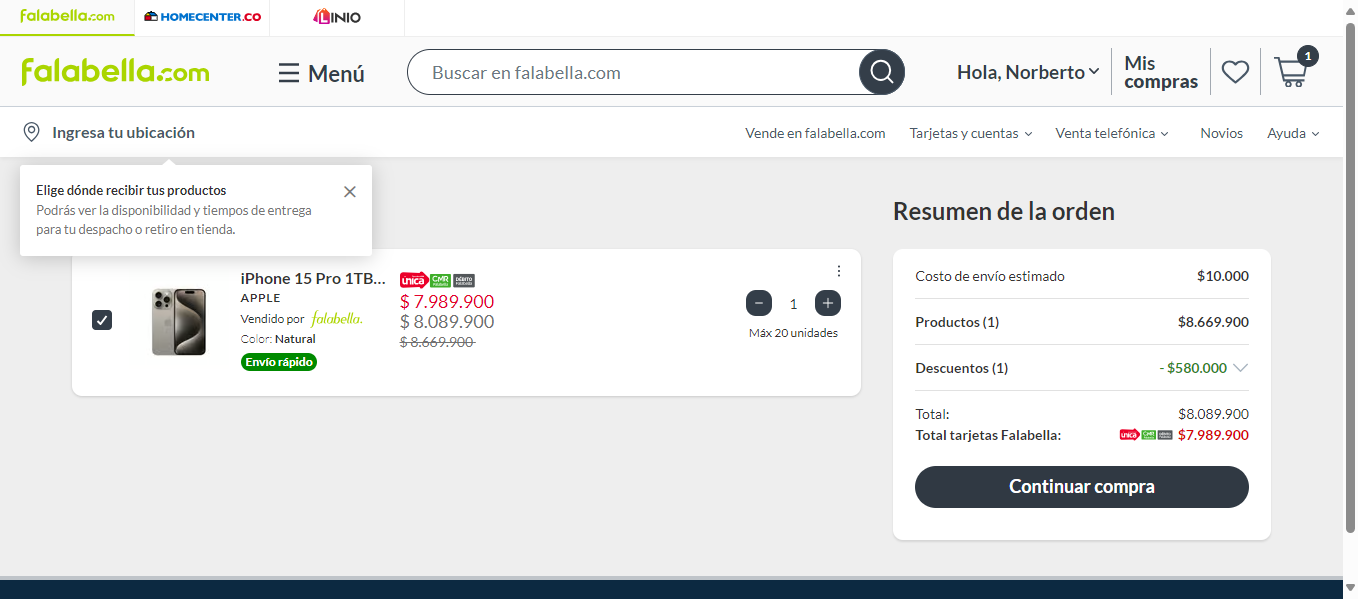 falabella.com
HOMECENTER.CO
LINIO
falabella.com
Menú
Buscar en falabella.com
Hola, Norberto
Mis
compras
1
Ingresa tu ubicación
Vende en falabella.com
Tarjetas y cuentas
Venta telefónica
Novios
Ayuda
Elige dónde recibir tus productos
Podrás ver la disponibilidad y tiempos de entrega
para tu despacho o retiro en tienda.
iPhone 15 Pro 1TB...
APPLE
Vendido por falabella.
Color: Natural
Envío rápido
única CMR DÉBITO
$ 7.989.900
$ 8.089.900
$ 8.669.900
− 1 +
Máx 20 unidades
Resumen de la orden
Costo de envío estimado $10.000
Productos (1) $8.669.900
Descuentos (1) - $580.000
Total: $8.089.900
Total tarjetas Falabella: única CMR $7.989.900
Continuar compra